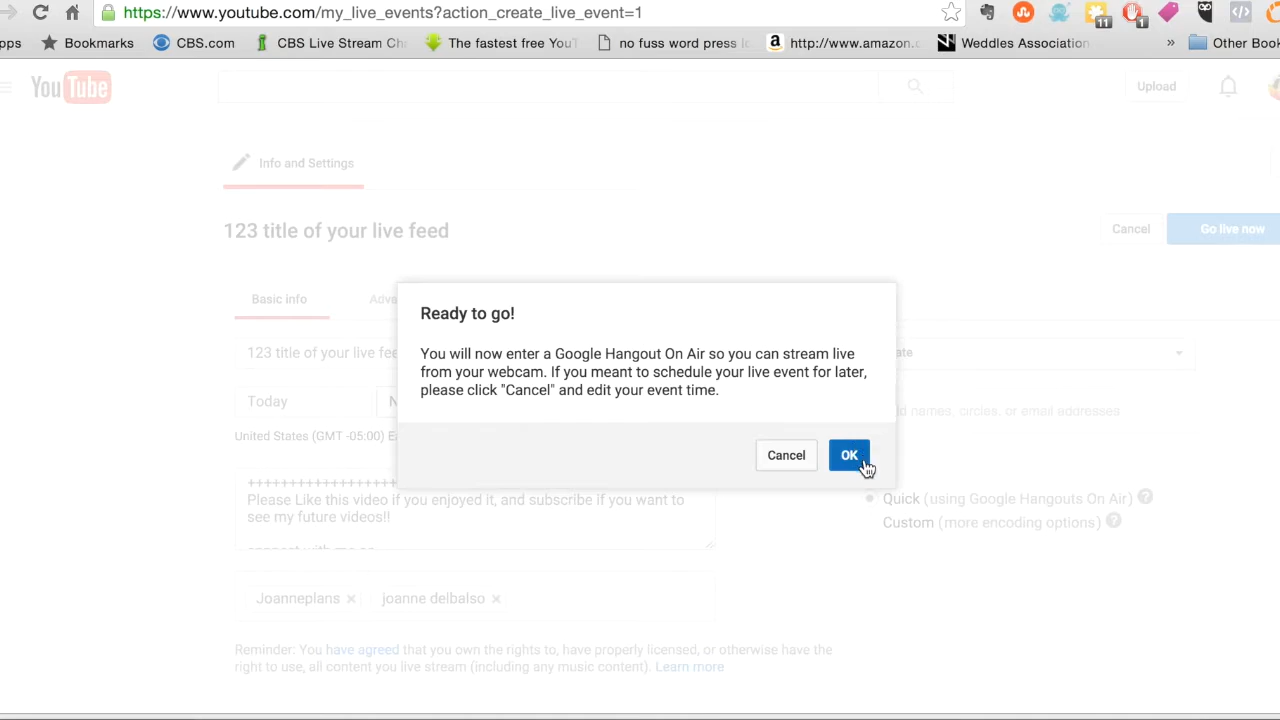 https://www.youtube.com/my_live_events?action_create_live_event=1
11
1
pps
Bookmarks
CBS.com
CBS Live Stream Ch
The fastest free You
no fuss word press
http://www.amazon.
Weddles Association
»
Other Book
YouTube
Upload
Info and Settings
123 title of your live feed
Cancel
Go live now
Basic info
Adva
Ready to go!
You will now enter a Google Hangout On Air so you can stream live
from your webcam. If you meant to schedule your live event for later,
please click "Cancel" and edit your event time.
Cancel
OK
123 title of your live fee
ate
Today
N
d names, circles, or email addresses
United States (GMT -05:00) Ea
++++++++++++++++++
Please Like this video if you enjoyed it, and subscribe if you want to
see my future videos!!
connect with me on
Quick (using Google Hangouts On Air) ?
Custom (more encoding options) ?
Joanneplans ×
joanne delbalso ×
Reminder: You have agreed that you own the rights to, have properly licensed, or otherwise have the
right to use, all content you live stream (including any music content). Learn more